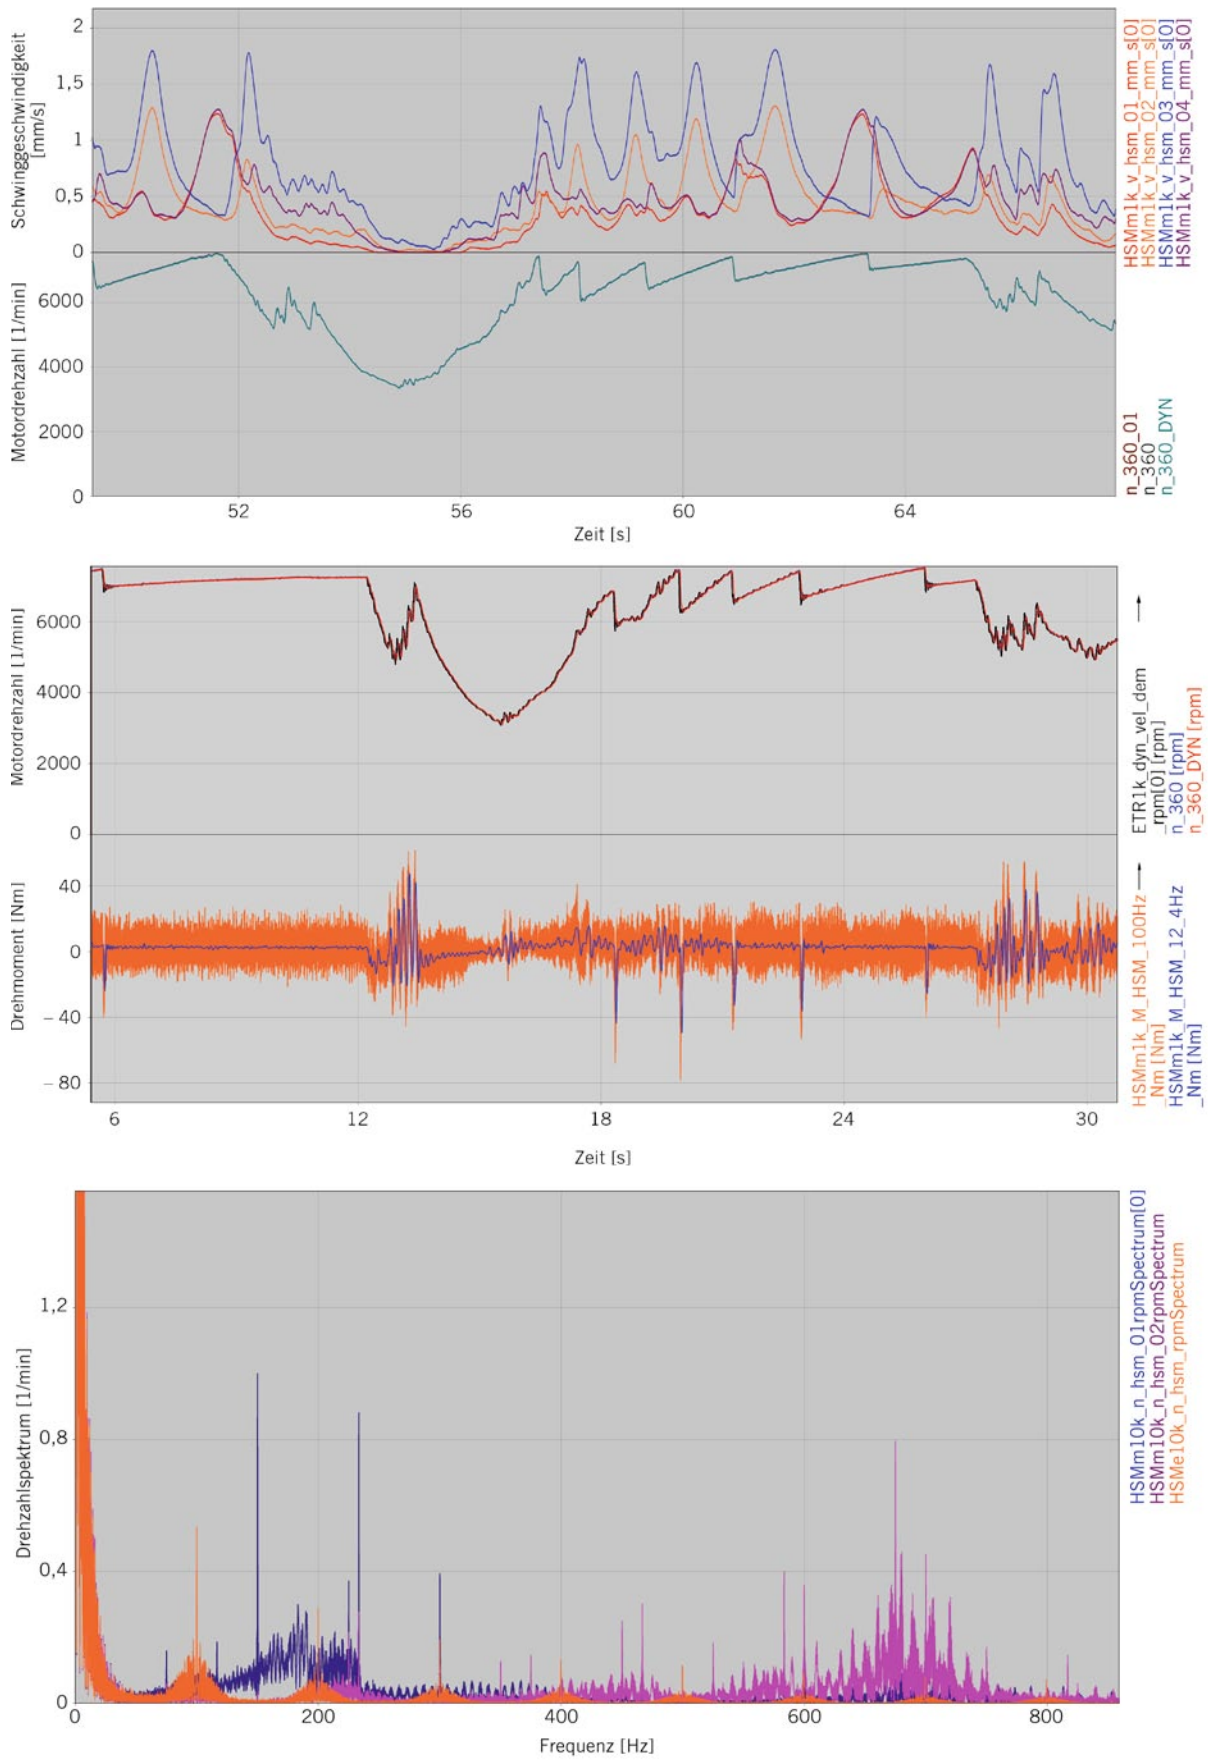 Schwinggeschwindigkeit
[mm/s]
2
1,5
1
0,5
0
HSMm1k_v_hsm_01_mm_s[0]
HSMm1k_v_hsm_02_mm_s[0]
HSMm1k_v_hsm_03_mm_s[0]
HSMm1k_v_hsm_04_mm_s[0]
Motordrehzahl [1/min]
6000
4000
2000
0
n_360_01
n_360
n_360_DYN
52
56
60
64
Zeit [s]
Motordrehzahl [1/min]
6000
4000
2000
0
ETR1k_dyn_vel_dem
_rpm[0] [rpm]
n_360 [rpm]
n_360_DYN [rpm]
Drehmoment [Nm]
40
0
– 40
– 80
HSMm1k_M_HSM_100Hz
_Nm [Nm]
HSMm1k_M_HSM_12_4Hz
_Nm [Nm]
6
12
18
24
30
Zeit [s]
Drehzahlspektrum [1/min]
1,2
0,8
0,4
0
HSMm10k_n_hsm_01rpmSpectrum[0]
HSMm10k_n_hsm_02rpmSpectrum
HSMe10k_n_hsm_rpmSpectrum
0
200
400
600
800
Frequenz [Hz]